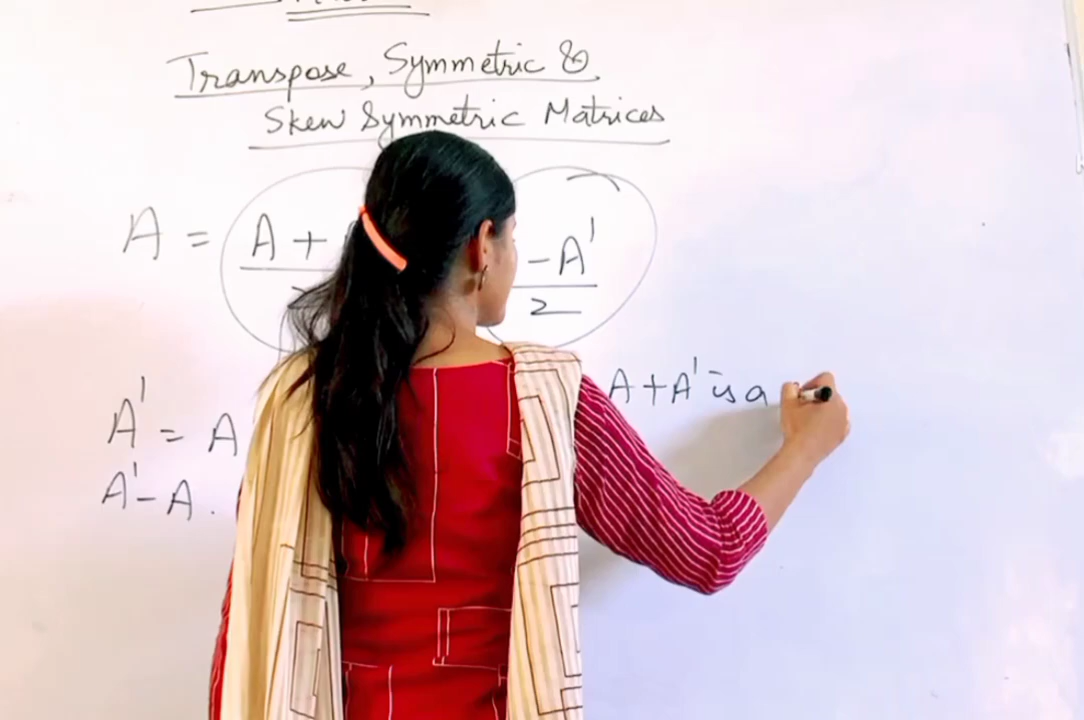 Transpose, Symmetric &
Skew Symmetric Matrices
A = A + -A'
2
A' = A
A' - A .
A + A' is a